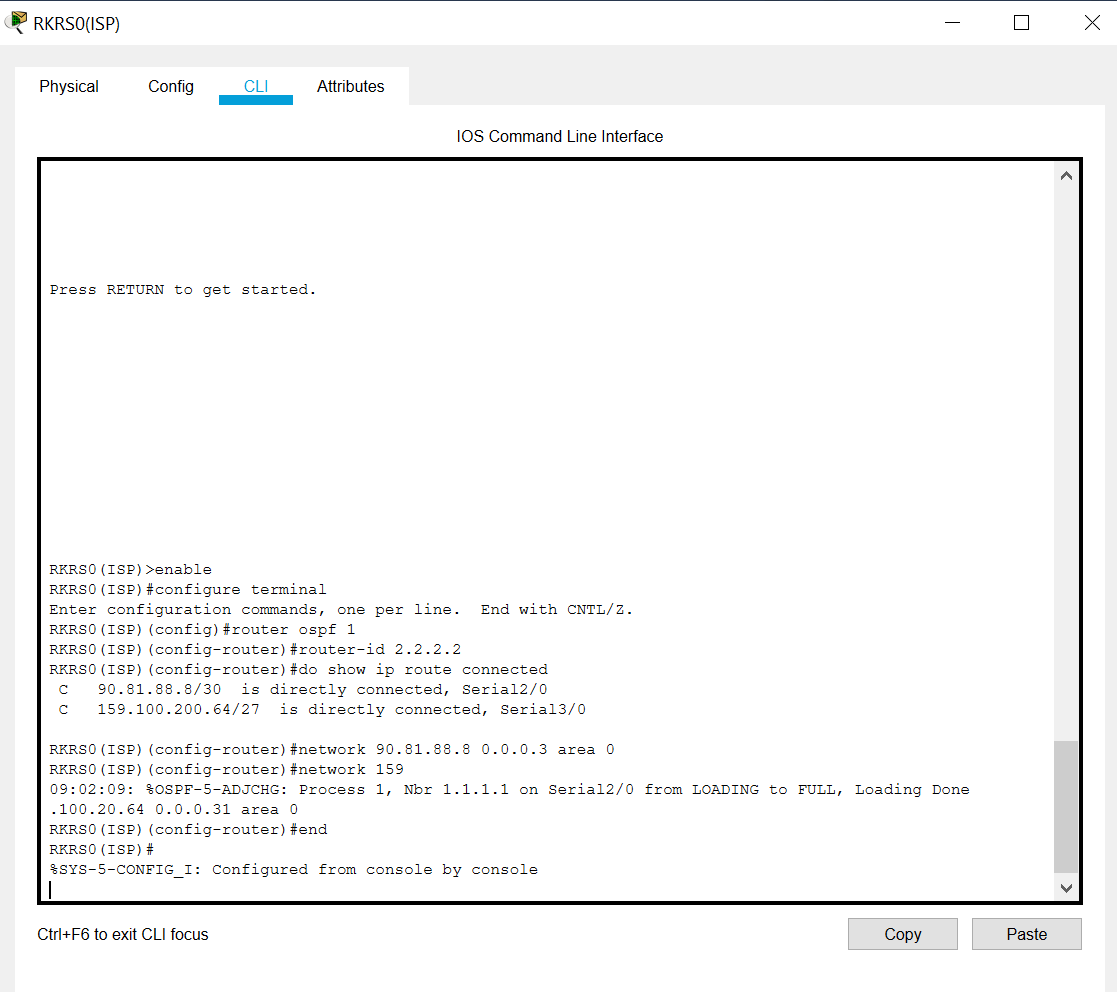 RKRS0(ISP)
Physical Config CLI Attributes
IOS Command Line Interface
Press RETURN to get started.
RKRS0(ISP)>enable
RKRS0(ISP)#configure terminal
Enter configuration commands, one per line.  End with CNTL/Z.
RKRS0(ISP)(config)#router ospf 1
RKRS0(ISP)(config-router)#router-id 2.2.2.2
RKRS0(ISP)(config-router)#do show ip route connected
 C   90.81.88.8/30  is directly connected, Serial2/0
 C   159.100.200.64/27  is directly connected, Serial3/0
RKRS0(ISP)(config-router)#network 90.81.88.8 0.0.0.3 area 0
RKRS0(ISP)(config-router)#network 159
09:02:09: %OSPF-5-ADJCHG: Process 1, Nbr 1.1.1.1 on Serial2/0 from LOADING to FULL, Loading Done
.100.20.64 0.0.0.31 area 0
RKRS0(ISP)(config-router)#end
RKRS0(ISP)#
%SYS-5-CONFIG_I: Configured from console by console
Ctrl+F6 to exit CLI focus
Copy Paste